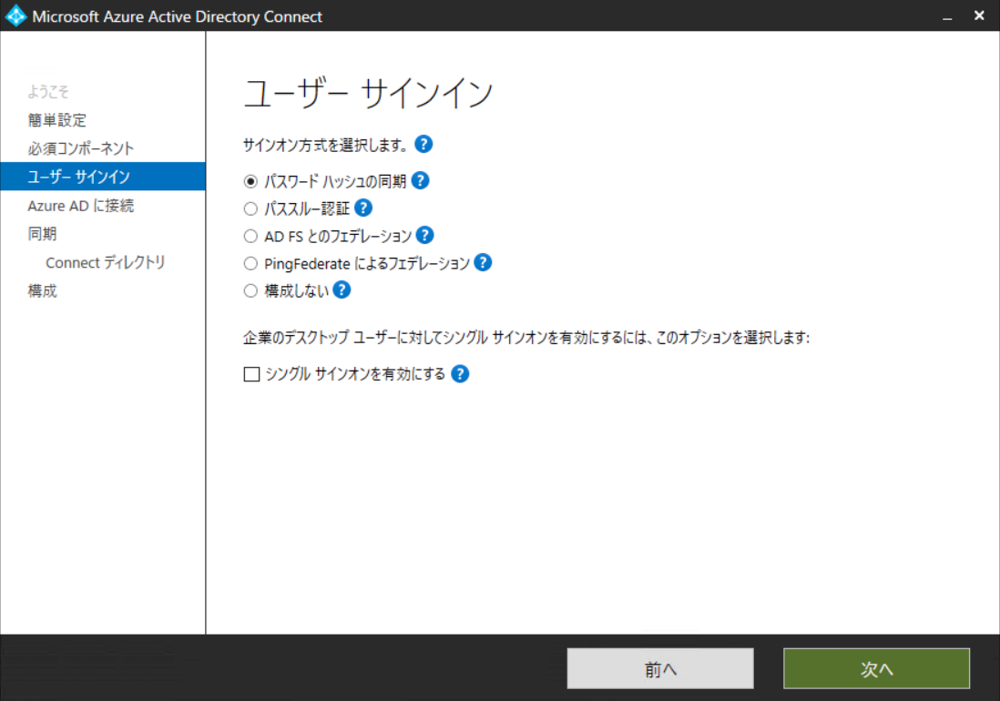 Microsoft Azure Active Directory Connect
ようこそ
簡単設定
必須コンポーネント
ユーザー サインイン
Azure AD に接続
同期
Connect ディレクトリ
構成
ユーザー サインイン
サインオン方式を選択します。 ?
パスワード ハッシュの同期 ?
パススルー認証 ?
AD FS とのフェデレーション ?
PingFederate によるフェデレーション ?
構成しない ?
企業のデスクトップ ユーザーに対してシングル サインオンを有効にするには、このオプションを選択します:
シングル サインオンを有効にする ?
前へ
次へ